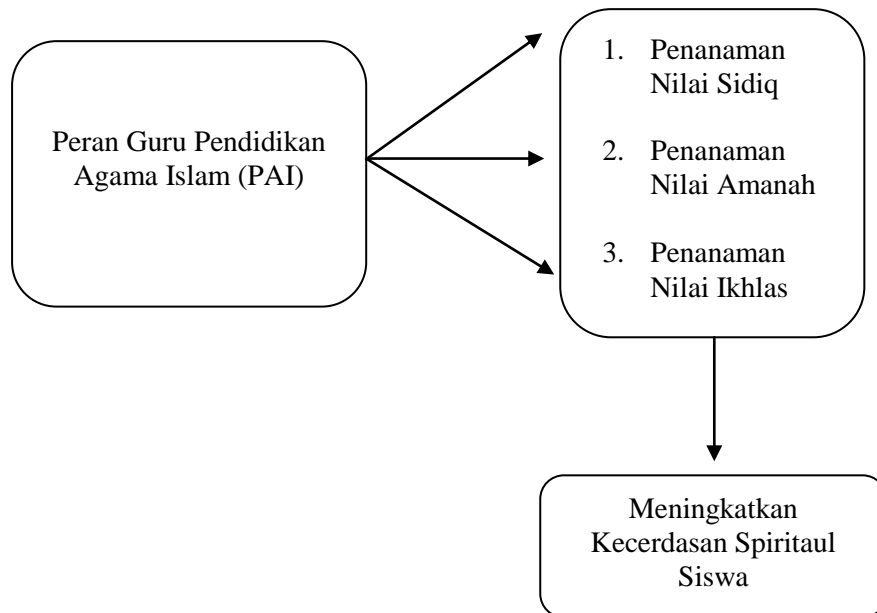 Peran Guru Pendidikan
Agama Islam (PAI)
1. Penanaman
Nilai Sidiq
2. Penanaman
Nilai Amanah
3. Penanaman
Nilai Ikhlas
Meningkatkan
Kecerdasan Spiritaul
Siswa